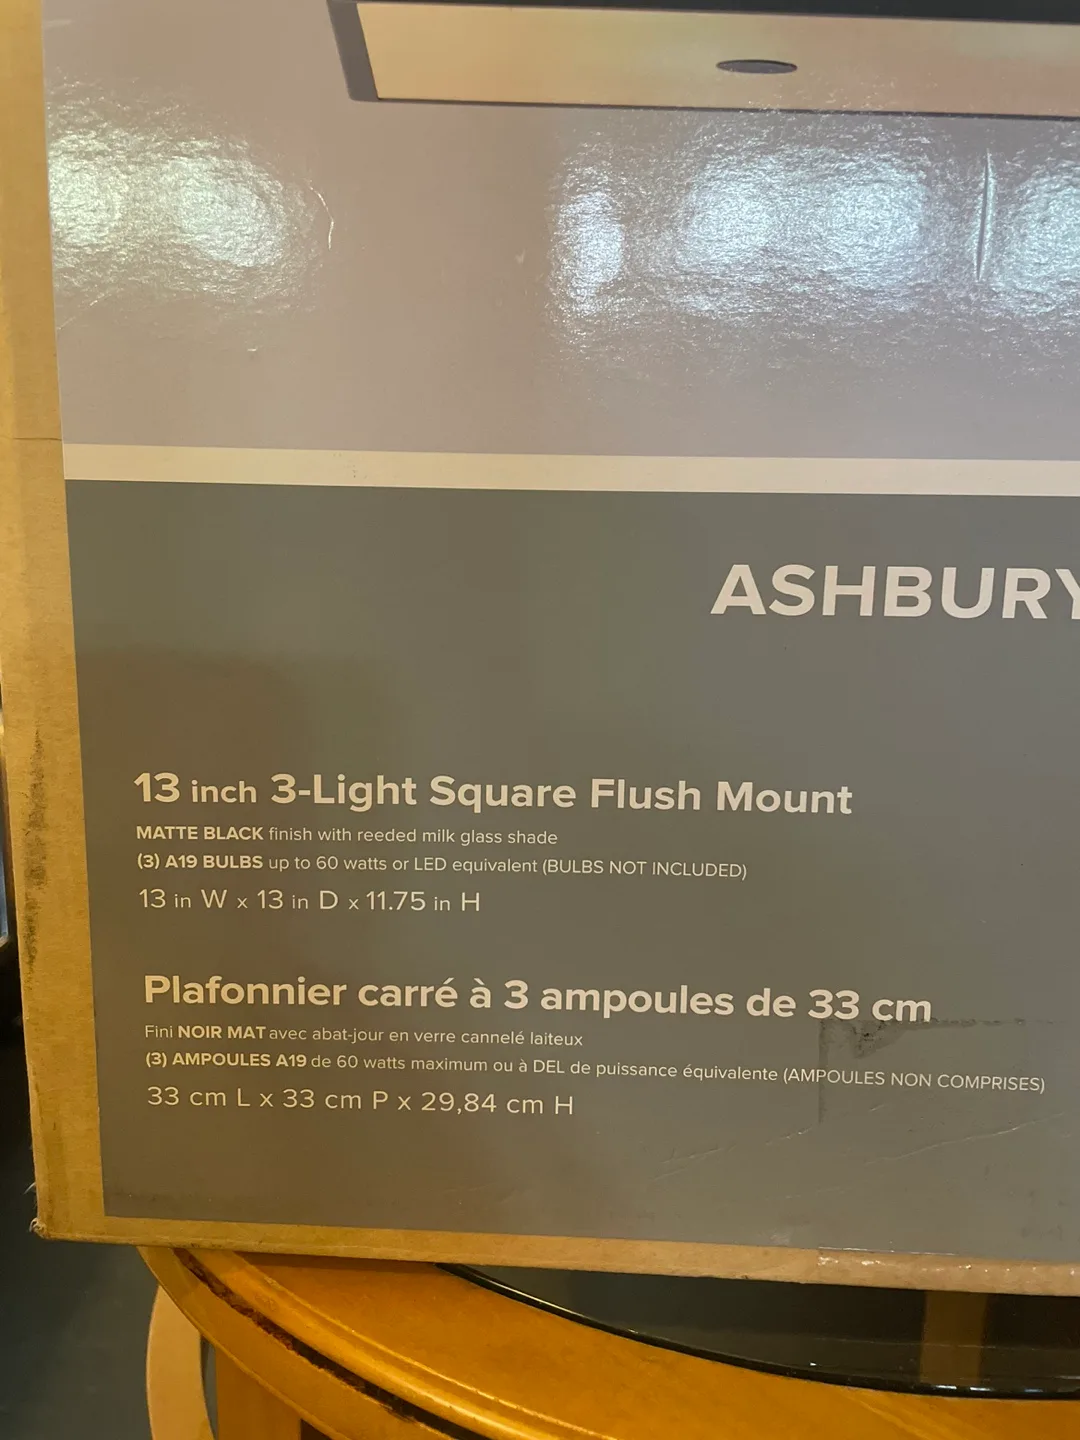 ASHBURY
13 inch 3-Light Square Flush Mount
MATTE BLACK finish with reeded milk glass shade
(3) A19 BULBS up to 60 watts or LED equivalent (BULBS NOT INCLUDED)
13 in W x 13 in D x 11.75 in H
Plafonnier carré à 3 ampoules de 33 cm
Fini NOIR MAT avec abat-jour en verre cannelé laiteux
(3) AMPOULES A19 de 60 watts maximum ou à DEL de puissance équivalente (AMPOULES NON COMPRISES)
33 cm L x 33 cm P x 29,84 cm H